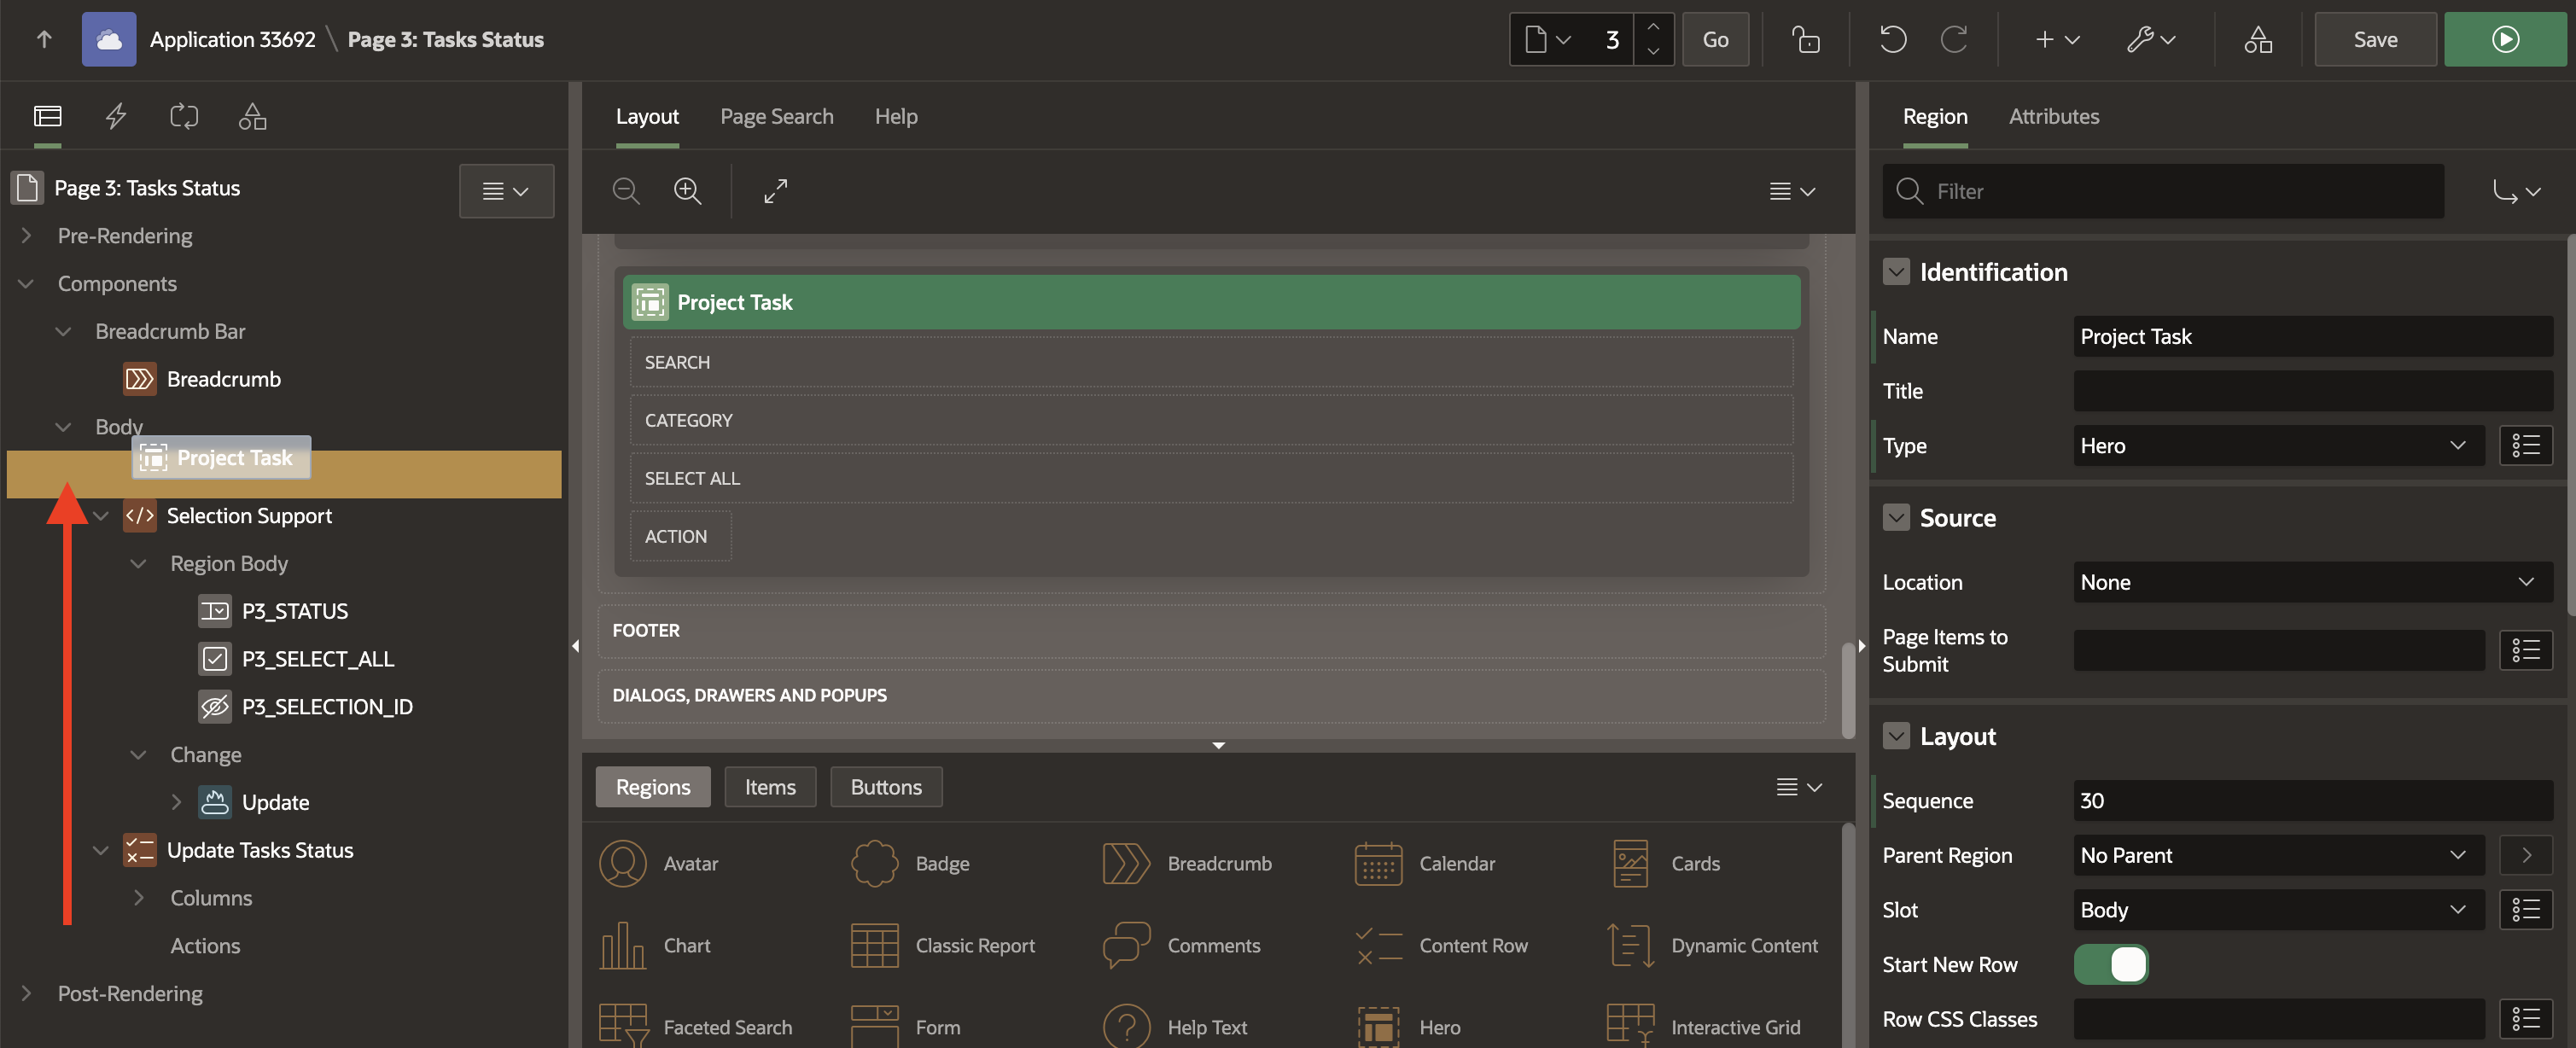 Application 33692 \ Page 3: Tasks Status
3
Go
Save
Page 3: Tasks Status
Pre-Rendering
Components
Breadcrumb Bar
Breadcrumb
Body
Project Task
Selection Support
Region Body
P3_STATUS
P3_SELECT_ALL
P3_SELECTION_ID
Change
Update
Update Tasks Status
Columns
Actions
Post-Rendering
Layout
Page Search
Help
Project Task
SEARCH
CATEGORY
SELECT ALL
ACTION
FOOTER
DIALOGS, DRAWERS AND POPUPS
Regions
Items
Buttons
Avatar
Badge
Breadcrumb
Calendar
Cards
Chart
Classic Report
Comments
Content Row
Dynamic Content
Faceted Search
Form
Help Text
Hero
Interactive Grid
Region
Attributes
Filter
Identification
Name
Project Task
Title
Type
Hero
Source
Location
None
Page Items to
Submit
Layout
Sequence
30
Parent Region
No Parent
Slot
Body
Start New Row
Row CSS Classes